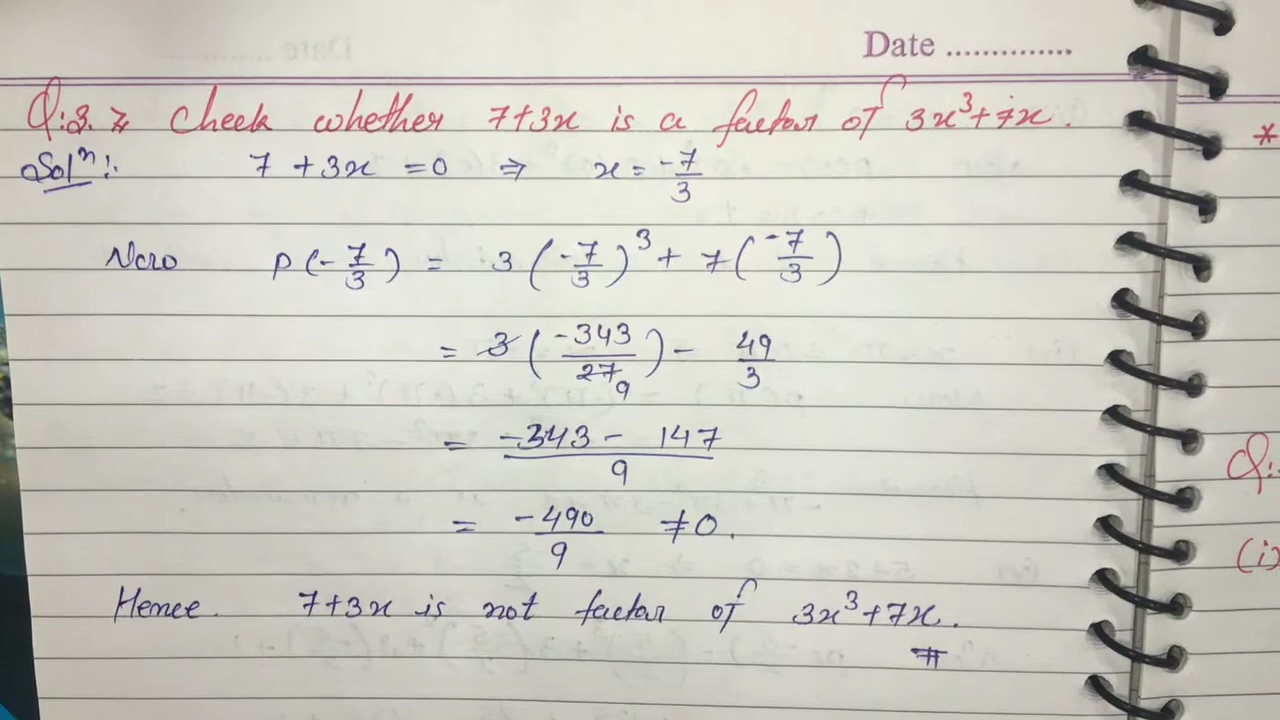 Date ..............
Q:3.> Check whether 7+3x is a factor of 3x³+7x.
*
Solⁿ:. 7 + 3x = 0 ⇒ x = -7/3
Now P(-7/3) = 3(-7/3)³ + 7(-7/3)
= 3(-343/27 9) - 49/3
= -343 - 147 / 9
Q:
= -490/9 ≠ 0.
(i)
Hence. 7+3x is not factor of 3x³+7x.